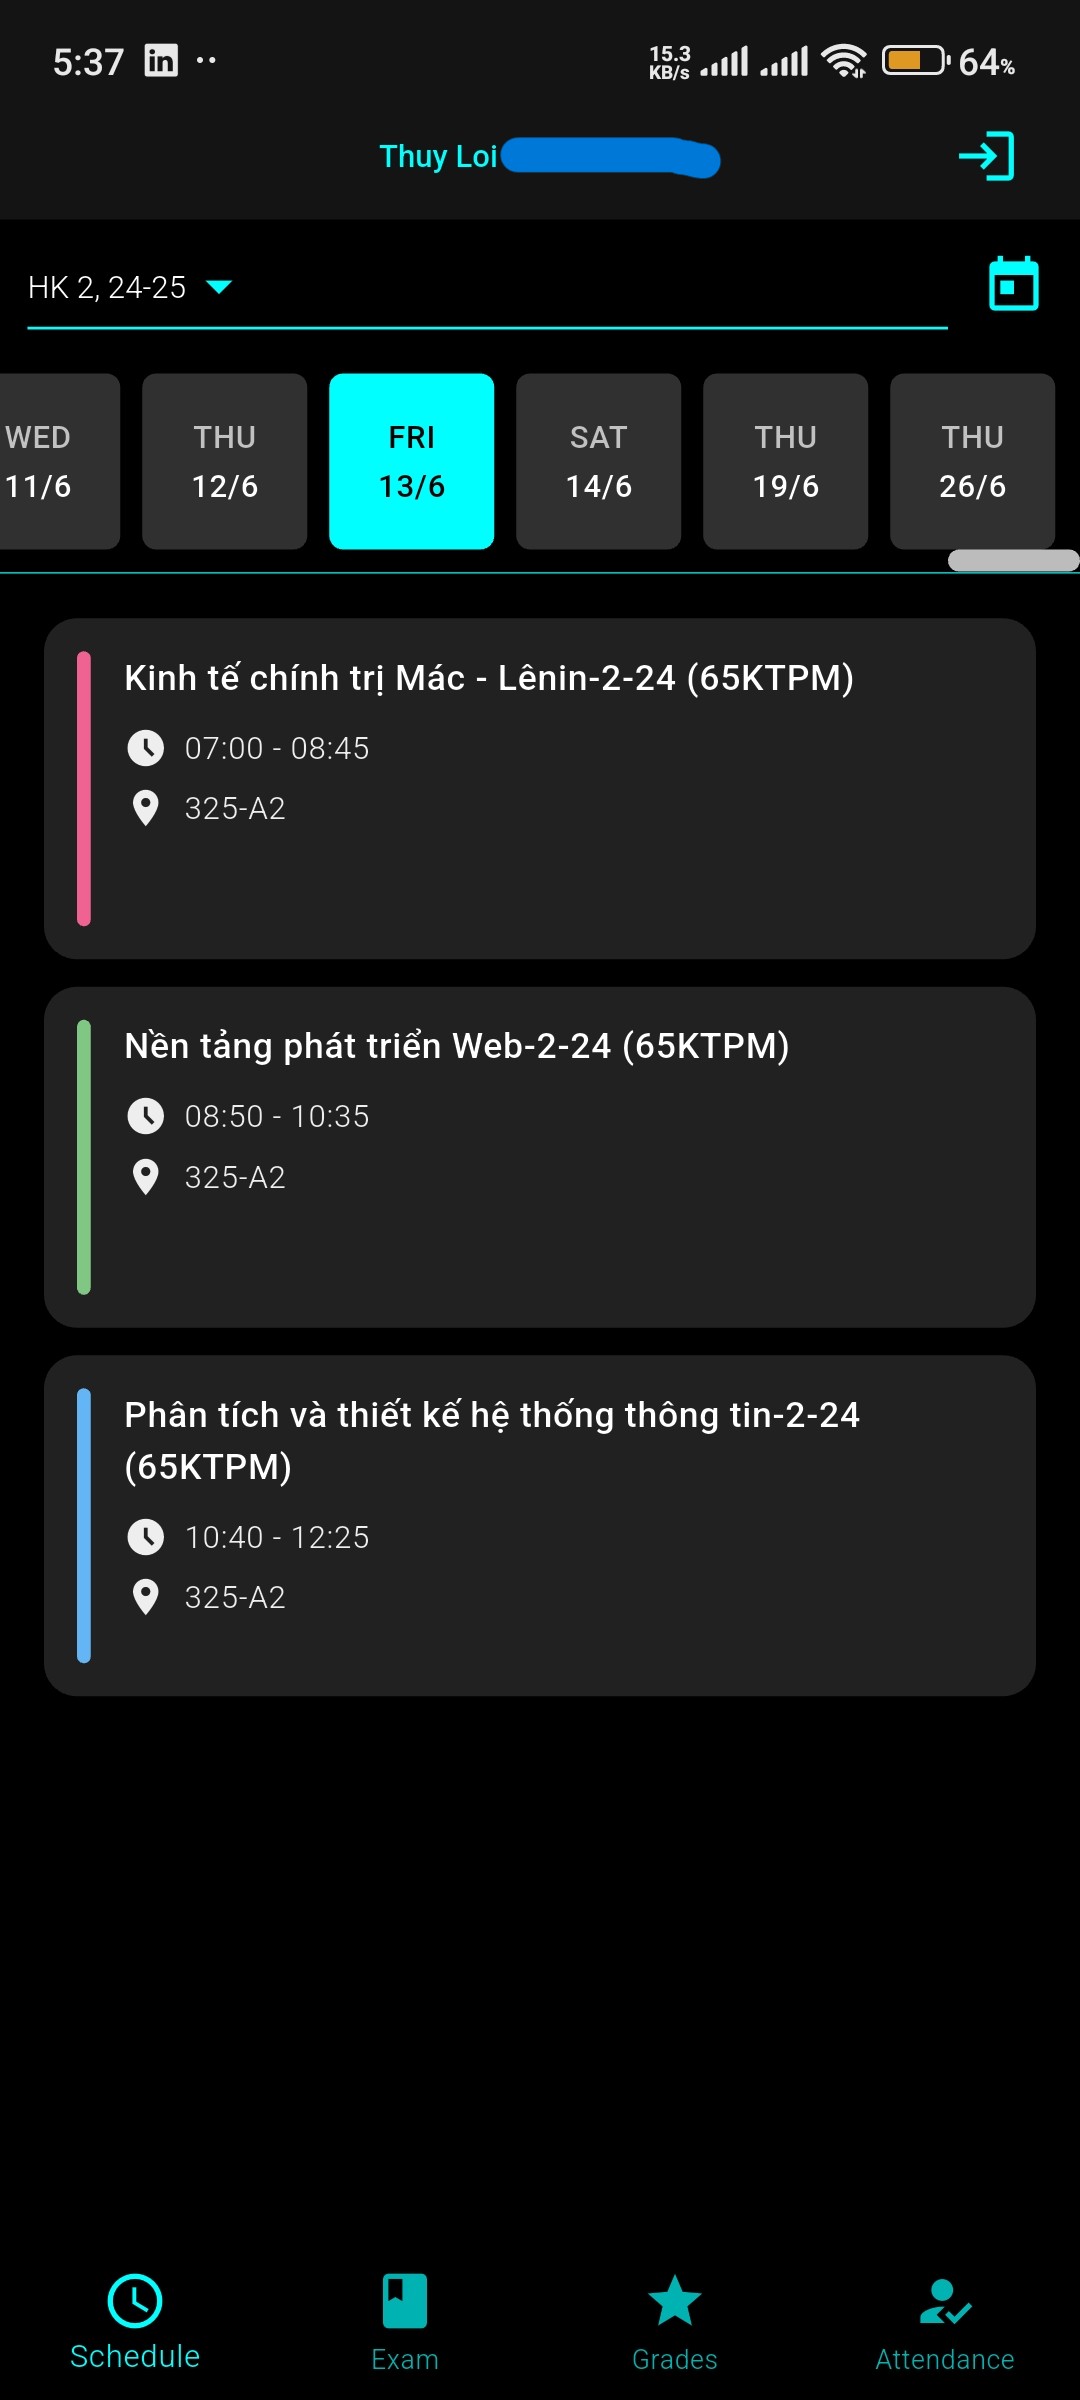 5:37
15.3
KB/s
64%
Thuy Loi
HK 2, 24-25
WED THU FRI SAT THU THU
11/6 12/6 13/6 14/6 19/6 26/6
Kinh tế chính trị Mác - Lênin-2-24 (65KTPM)
07:00 - 08:45
325-A2
Nền tảng phát triển Web-2-24 (65KTPM)
08:50 - 10:35
325-A2
Phân tích và thiết kế hệ thống thông tin-2-24
(65KTPM)
10:40 - 12:25
325-A2
Schedule Exam Grades Attendance